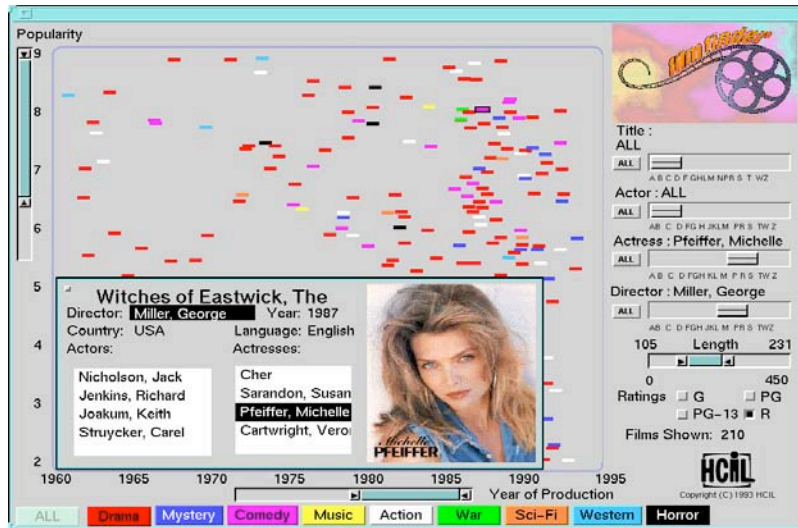 Popularity
9
8
7
6
5
4
3
2
1960
1965
1970
1975
1980
1985
1990
1995
Year of Production
Witches of Eastwick, The
Director: Miller, George Year: 1987
Country: USA Language: English
Actors: Actresses:
Nicholson, Jack
Jenkins, Richard
Joakum, Keith
Struycker, Carel
Cher
Sarandon, Susan
Pfeiffer, Michelle
Cartwright, Vero
Michelle
PFEIFFER
Title :
ALL
ALL
A B C D F G H L M N P R S T W Z
Actor : ALL
ALL
A B C D F G H J K L M P R S T W Z
Actress : Pfeiffer, Michelle
ALL
A B C D F G H K L M P R S T W Z
Director : Miller, George
ALL
A B C D F G H J K L M P R S T W Z
105 Length 231
0 450
Ratings G PG
PG-13 R
Films Shown: 210
HCIL
Copyright (C) 1993 HCIL
ALL Drama Mystery Comedy Music Action War Sci-Fi Western Horror